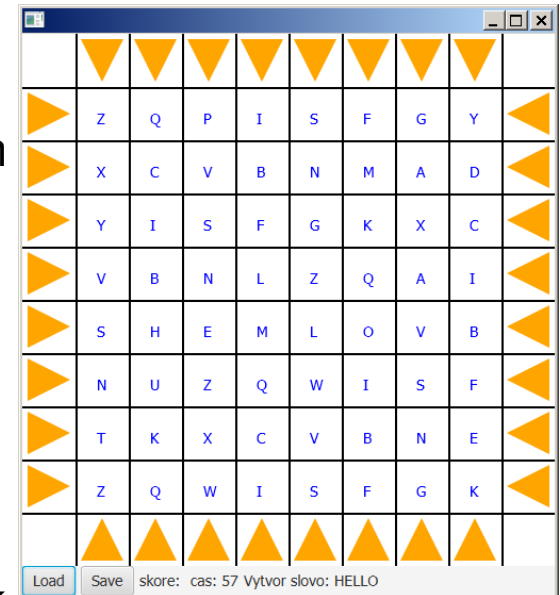 Z Q P I S F G Y
X C V B N M A D
Y I S F G K X C
V B N L Z Q A I
S H E M L O V B
N U Z Q W I S F
T K X C V B N E
Z Q W I S F G K
Load Save skore: cas: 57 Vytvor slovo: HELLO